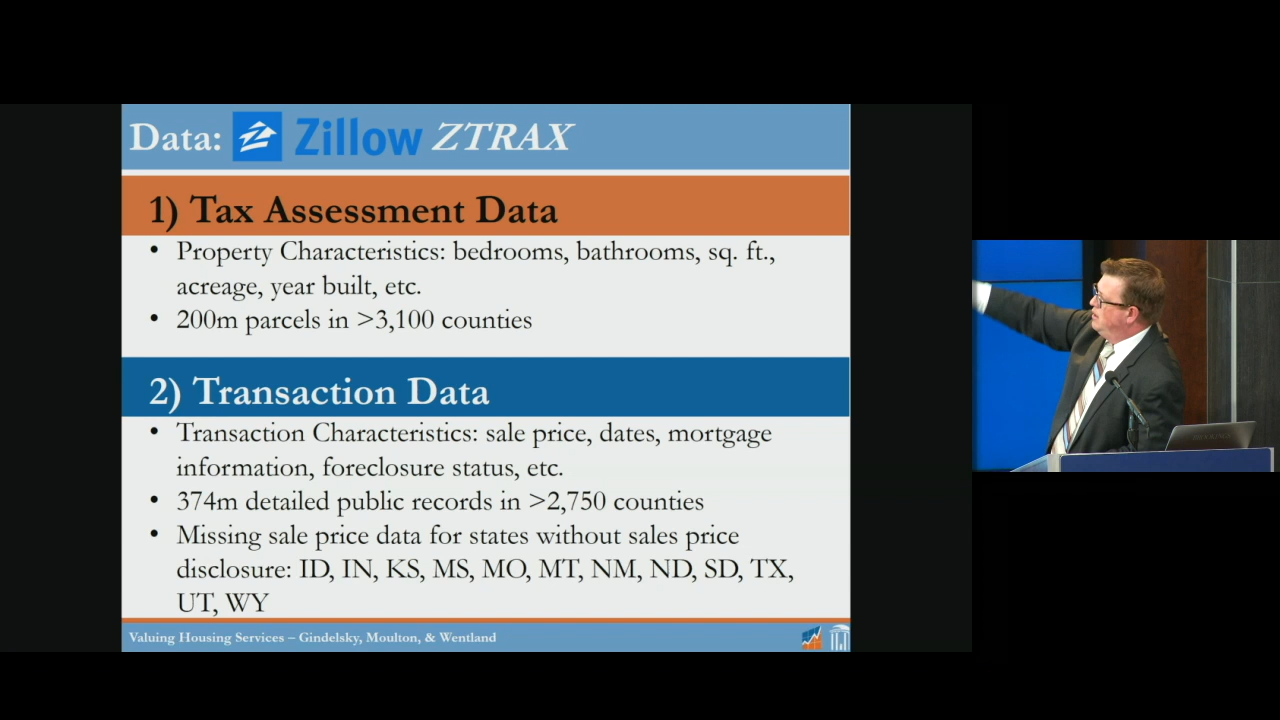 Data: Zillow ZTRAX
1) Tax Assessment Data
• Property Characteristics: bedrooms, bathrooms, sq. ft.,
acreage, year built, etc.
• 200m parcels in >3,100 counties
2) Transaction Data
• Transaction Characteristics: sale price, dates, mortgage
information, foreclosure status, etc.
• 374m detailed public records in >2,750 counties
• Missing sale price data for states without sales price
disclosure: ID, IN, KS, MS, MO, MT, NM, ND, SD, TX,
UT, WY
Valuing Housing Services – Gindelsky, Moulton, & Wentland